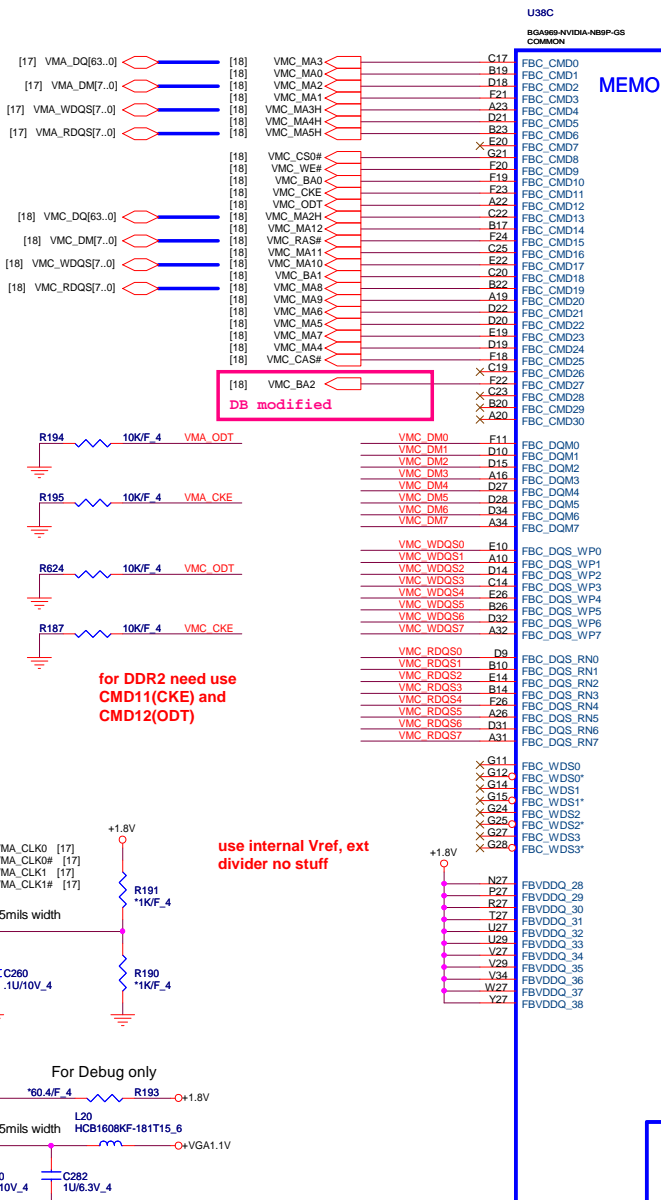 U38C
BGA969-NVIDIA-NB9P-GS
COMMON
MEMO
[17] VMA_DQ[63..0]
[17] VMA_DM[7..0]
[17] VMA_WDQS[7..0]
[17] VMA_RDQS[7..0]
[18] VMC_DQ[63..0]
[18] VMC_DM[7..0]
[18] VMC_WDQS[7..0]
[18] VMC_RDQS[7..0]
[18] VMC_MA3 C17 FBC_CMD0
[18] VMC_MA0 B19 FBC_CMD1
[18] VMC_MA2 D18 FBC_CMD2
[18] VMC_MA1 F21 FBC_CMD3
[18] VMC_MA3H A23 FBC_CMD4
[18] VMC_MA4H D21 FBC_CMD5
[18] VMC_MA5H B23 FBC_CMD6
E20 FBC_CMD7
[18] VMC_CS0# G21 FBC_CMD8
[18] VMC_WE# F20 FBC_CMD9
[18] VMC_BA0 F19 FBC_CMD10
[18] VMC_CKE F23 FBC_CMD11
[18] VMC_ODT A22 FBC_CMD12
[18] VMC_MA2H C22 FBC_CMD13
[18] VMC_MA12 B17 FBC_CMD14
[18] VMC_RAS# F24 FBC_CMD15
[18] VMC_MA11 C25 FBC_CMD16
[18] VMC_MA10 E22 FBC_CMD17
[18] VMC_BA1 C20 FBC_CMD18
[18] VMC_MA8 B22 FBC_CMD19
[18] VMC_MA9 A19 FBC_CMD20
[18] VMC_MA6 D22 FBC_CMD21
[18] VMC_MA5 D20 FBC_CMD22
[18] VMC_MA7 E19 FBC_CMD23
[18] VMC_MA4 D19 FBC_CMD24
[18] VMC_CAS# F18 FBC_CMD25
C19 FBC_CMD26
[18] VMC_BA2 F22 FBC_CMD27
C23 FBC_CMD28
B20 FBC_CMD29
A20 FBC_CMD30
DB modified
R194 10K/F_4 VMA_ODT
R195 10K/F_4 VMA_CKE
R624 10K/F_4 VMC_ODT
R187 10K/F_4 VMC_CKE
for DDR2 need use
CMD11(CKE) and
CMD12(ODT)
VMC_DM0 F11 FBC_DQM0
VMC_DM1 D10 FBC_DQM1
VMC_DM2 D15 FBC_DQM2
VMC_DM3 A16 FBC_DQM3
VMC_DM4 D27 FBC_DQM4
VMC_DM5 D28 FBC_DQM5
VMC_DM6 D34 FBC_DQM6
VMC_DM7 A34 FBC_DQM7
VMC_WDQS0 E10 FBC_DQS_WP0
VMC_WDQS1 A10 FBC_DQS_WP1
VMC_WDQS2 D14 FBC_DQS_WP2
VMC_WDQS3 C14 FBC_DQS_WP3
VMC_WDQS4 E26 FBC_DQS_WP4
VMC_WDQS5 B26 FBC_DQS_WP5
VMC_WDQS6 D32 FBC_DQS_WP6
VMC_WDQS7 A32 FBC_DQS_WP7
VMC_RDQS0 D9 FBC_DQS_RN0
VMC_RDQS1 B10 FBC_DQS_RN1
VMC_RDQS2 E14 FBC_DQS_RN2
VMC_RDQS3 B14 FBC_DQS_RN3
VMC_RDQS4 F26 FBC_DQS_RN4
VMC_RDQS5 A26 FBC_DQS_RN5
VMC_RDQS6 D31 FBC_DQS_RN6
VMC_RDQS7 A31 FBC_DQS_RN7
G11 FBC_WDS0
G12 FBC_WDS0*
G14 FBC_WDS1
G15 FBC_WDS1*
G24 FBC_WDS2
G25 FBC_WDS2*
G27 FBC_WDS3
G28 FBC_WDS3*
+1.8V
N27 FBVDDQ_28
P27 FBVDDQ_29
R27 FBVDDQ_30
T27 FBVDDQ_31
U27 FBVDDQ_32
U29 FBVDDQ_33
V27 FBVDDQ_34
V29 FBVDDQ_35
V34 FBVDDQ_36
W27 FBVDDQ_37
Y27 FBVDDQ_38
use internal Vref, ext
divider no stuff
+1.8V
MA_CLK0 [17]
MA_CLK0# [17]
MA_CLK1 [17]
MA_CLK1# [17]
R191
*1K/F_4
5mils width
C260
.1U/10V_4
R190
*1K/F_4
For Debug only
*60.4/F_4 R193 +1.8V
5mils width
L20
HCB1608KF-181T15_6
+VGA1.1V
0
10V_4
C282
1U/6.3V_4